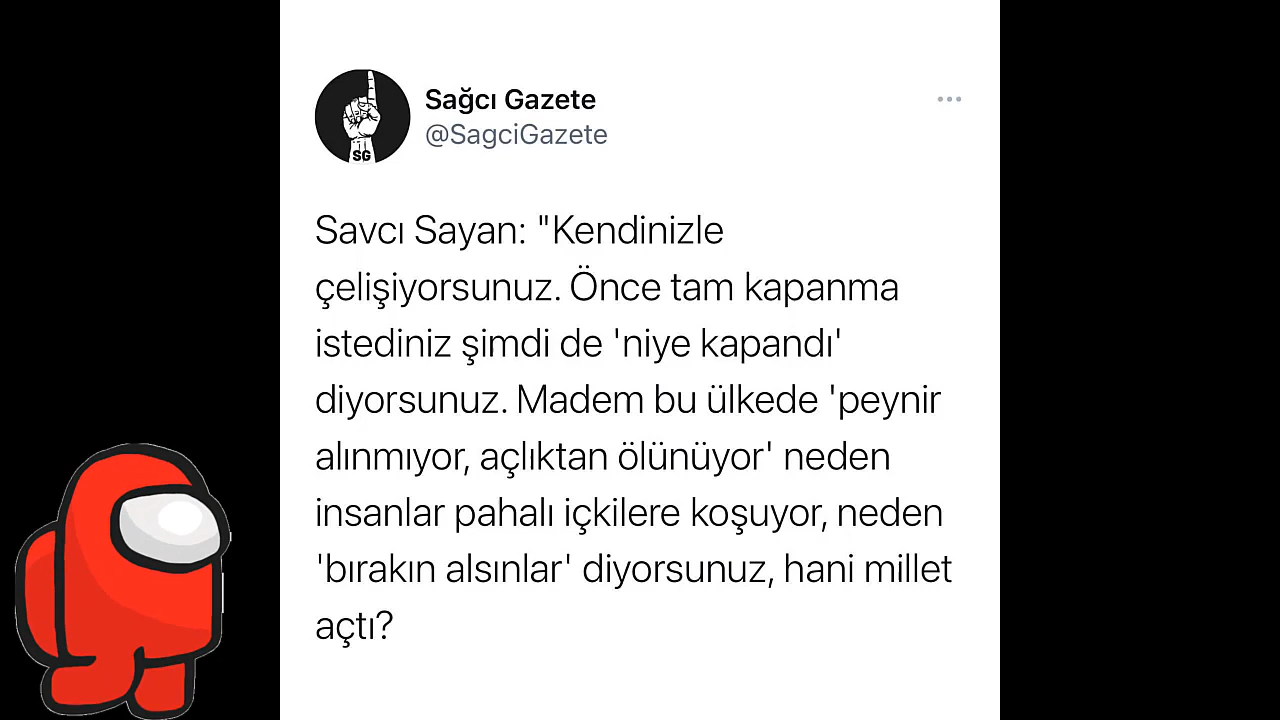 Sağcı Gazete
@SagciGazete
SG
Savcı Sayan: "Kendinizle
çelişiyorsunuz. Önce tam kapanma
istediniz şimdi de 'niye kapandı'
diyorsunuz. Madem bu ülkede 'peynir
alınmıyor, açlıktan ölünüyor' neden
insanlar pahalı içkilere koşuyor, neden
'bırakın alsınlar' diyorsunuz, hani millet
açtı?